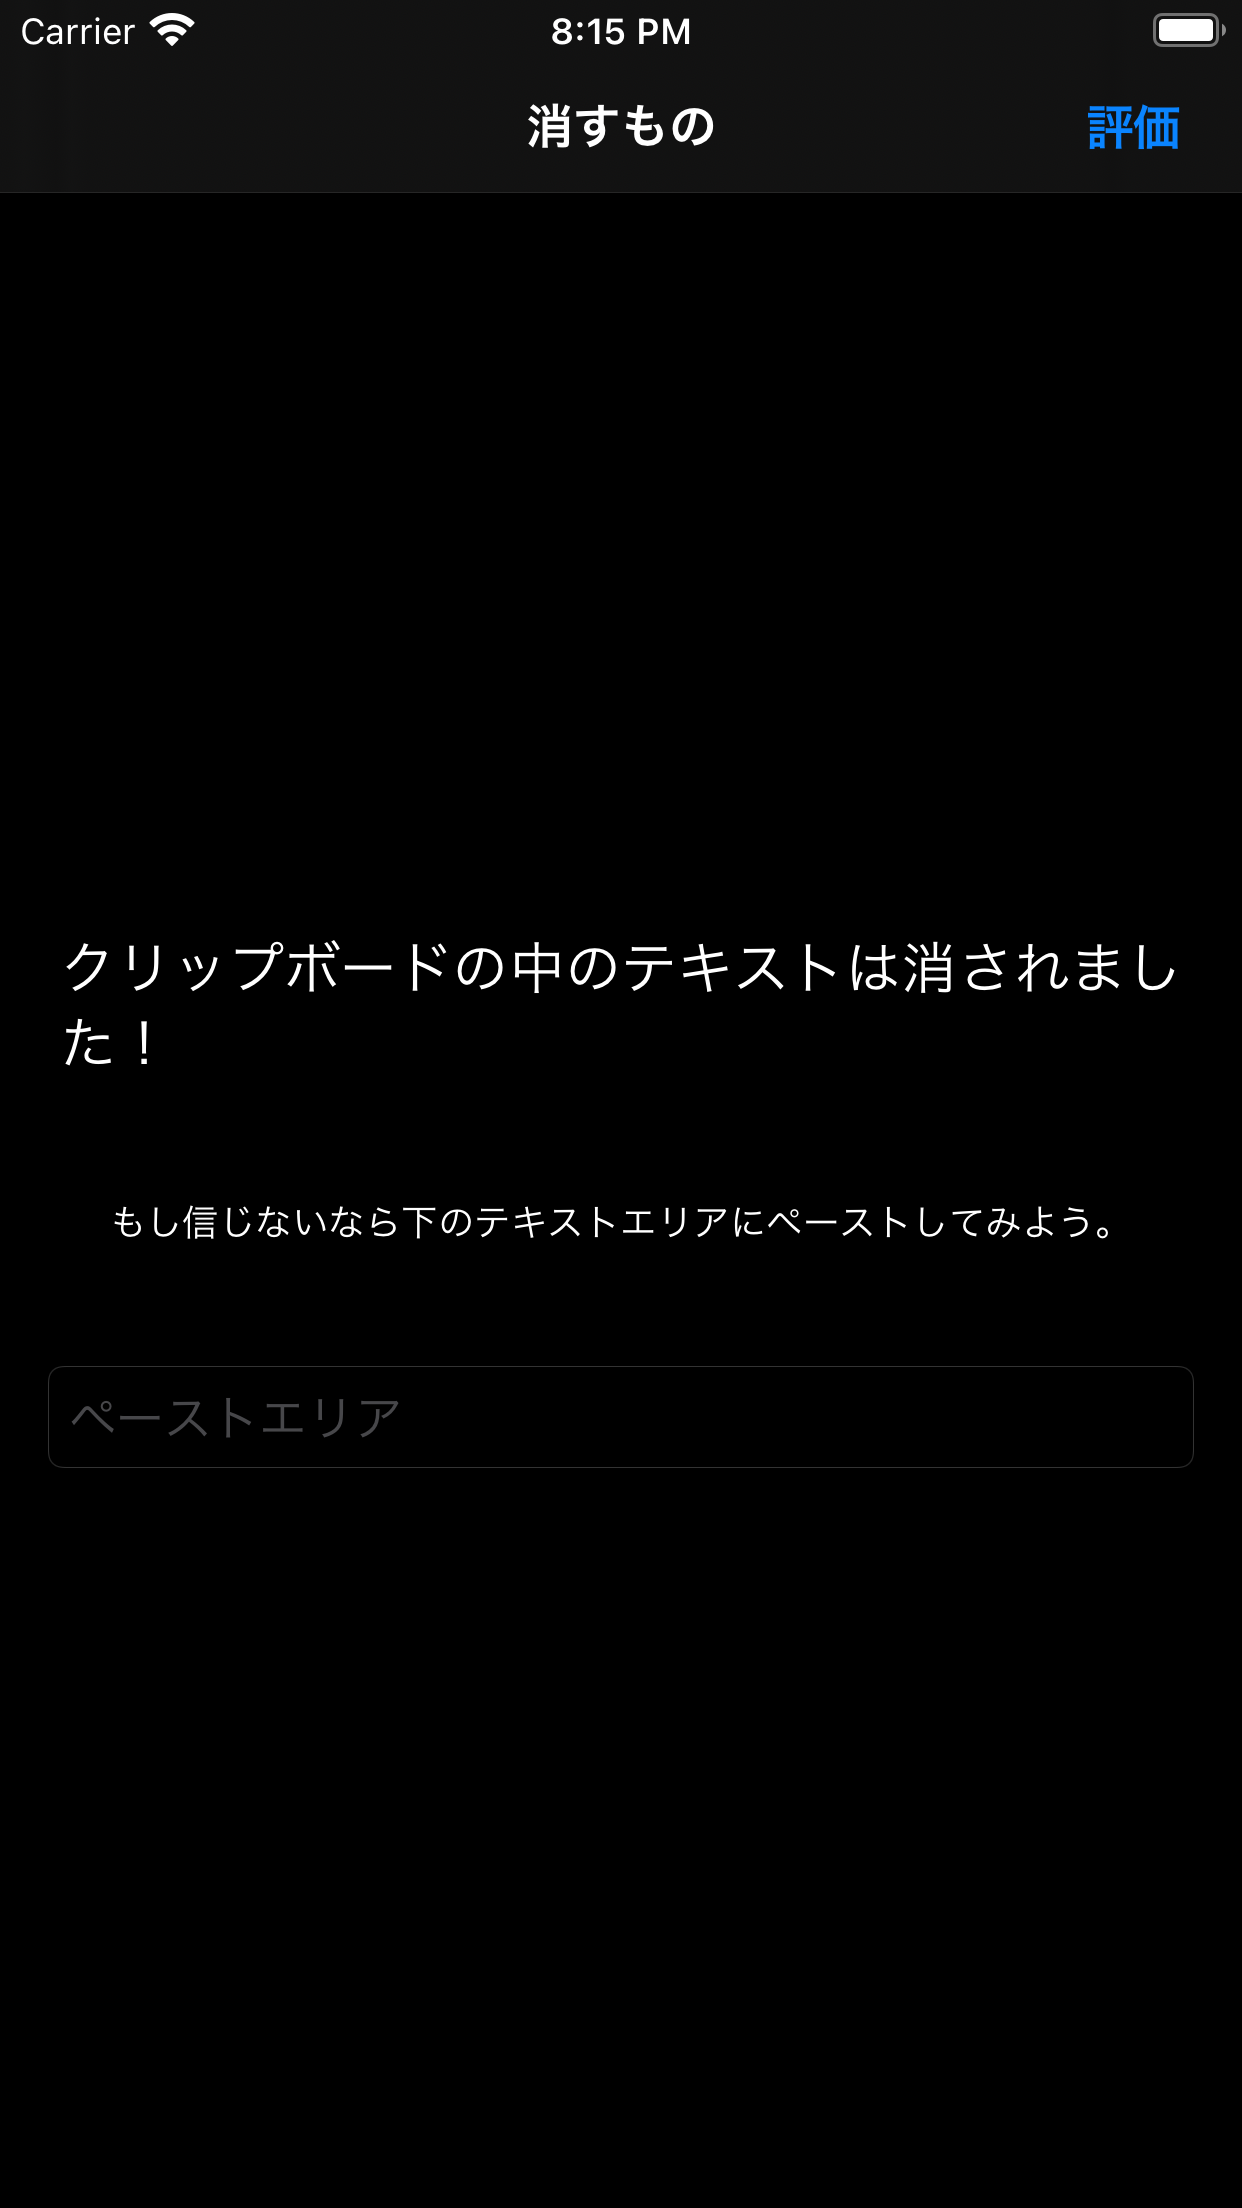 Carrier 8:15 PM
消すもの 評価
クリップボードの中のテキストは消されまし
た！
もし信じないなら下のテキストエリアにペーストしてみよう。
ペーストエリア